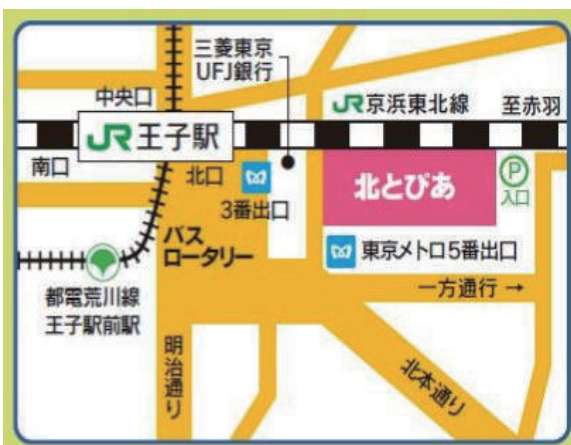 三菱東京
UFJ銀行
中央口
JR京浜東北線
至赤羽
JR王子駅
南口
北口
3番出口
北とぴあ
P
入口
バス
ロータリー
東京メトロ5番出口
都電荒川線
王子駅前駅
一方通行→
明治通り
北本通り